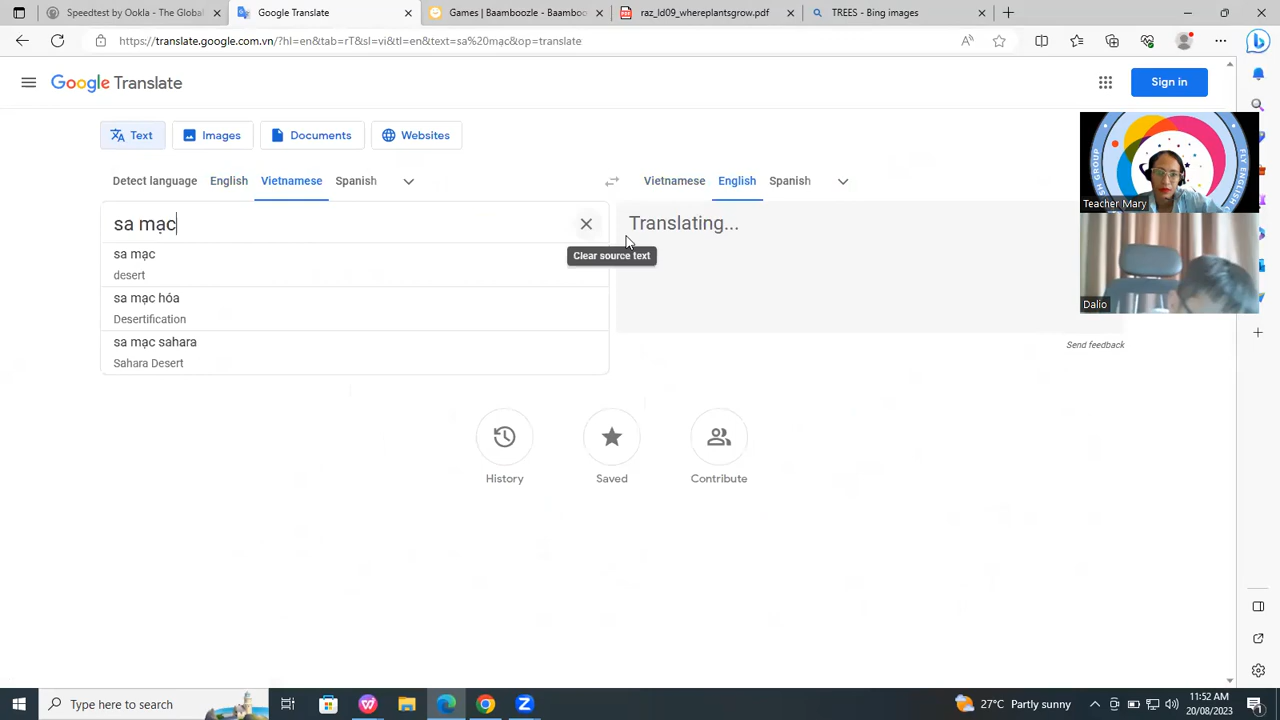 Speedtest by Ookla - The Global
Google Translate
Games | Baamboozle - Baamboo
raz_ld09_whereplantsgrow.pdf
TREES - Bing images
https://translate.google.com.vn/?hl=en&tab=rT&sl=vi&tl=en&text=sa%20mạc&op=translate
Google Translate
Sign in
Text
Images
Documents
Websites
Detect language
English
Vietnamese
Spanish
Vietnamese
English
Spanish
sa mạc
Translating...
Clear source text
sa mạc
desert
sa mạc hóa
Desertification
sa mạc sahara
Sahara Desert
Send feedback
History
Saved
Contribute
FLY ENGLISH
GROUP
Teacher Mary
Dalio
Type here to search
27°C Partly sunny
11:52 AM
20/08/2023
1